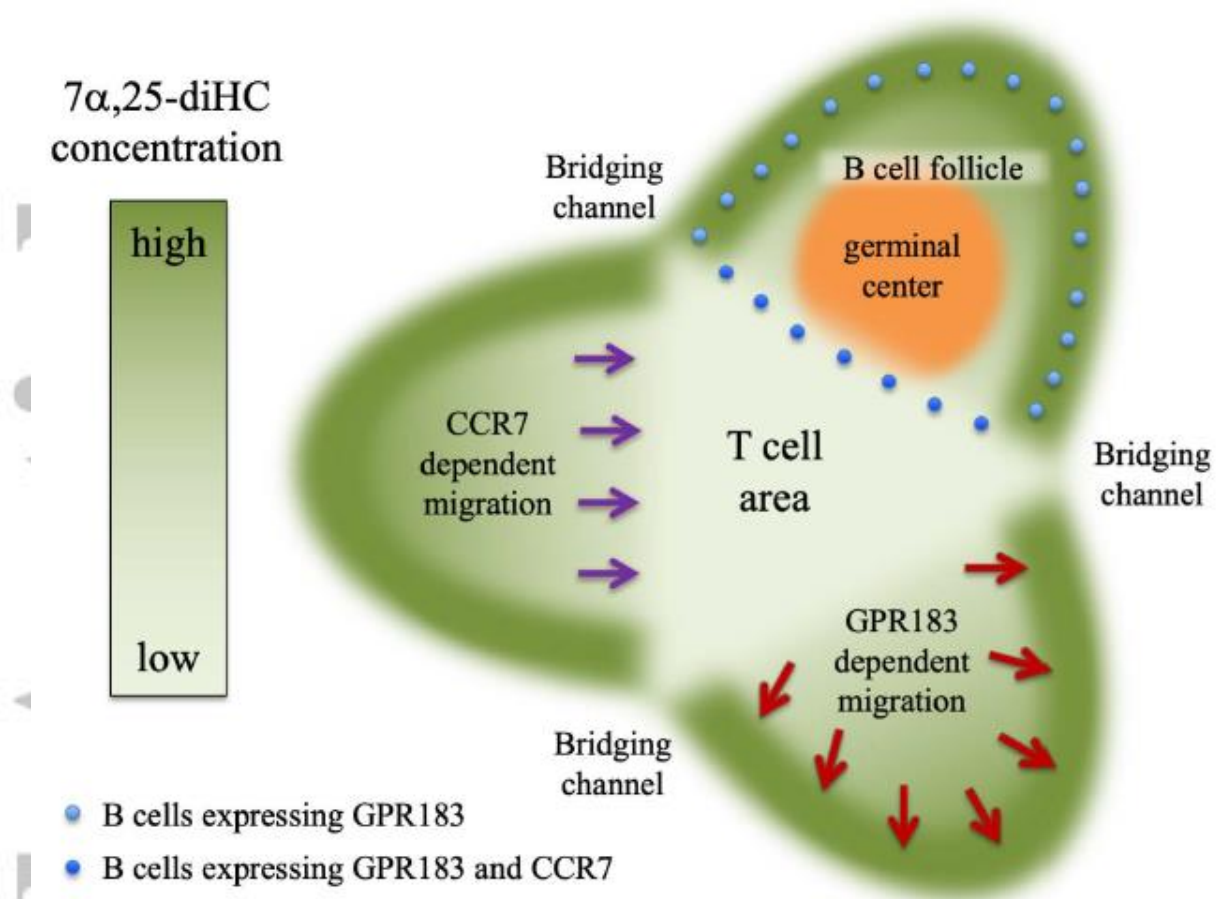 7α,25-diHC
concentration
high
low
Bridging
channel
B cell follicle
germinal
center
CCR7
dependent
migration
T cell
area
Bridging
channel
GPR183
dependent
migration
Bridging
channel
B cells expressing GPR183
B cells expressing GPR183 and CCR7